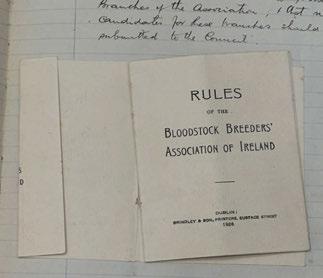 Branches of the Association, & Act
candidates for these branches should
submitted to the Council.
RULES
OF THE
BLOODSTOCK BREEDERS'
ASSOCIATION OF IRELAND
DUBLIN:
BRINDLEY & SON, PRINTERS, EUSTACE STREET
S
D